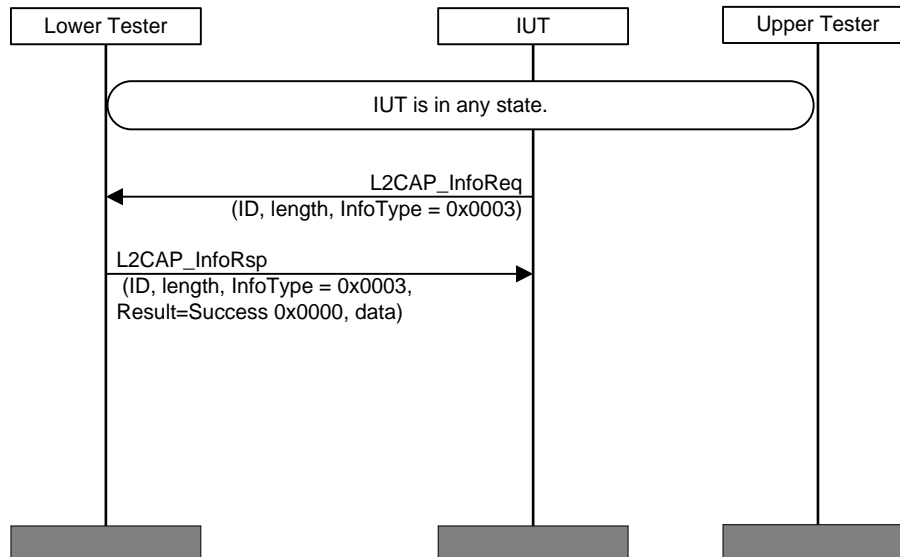 Lower Tester
IUT
Upper Tester
IUT is in any state.
L2CAP_InfoReq
(ID, length, InfoType = 0x0003)
L2CAP_InfoRsp
(ID, length, InfoType = 0x0003,
Result=Success 0x0000, data)